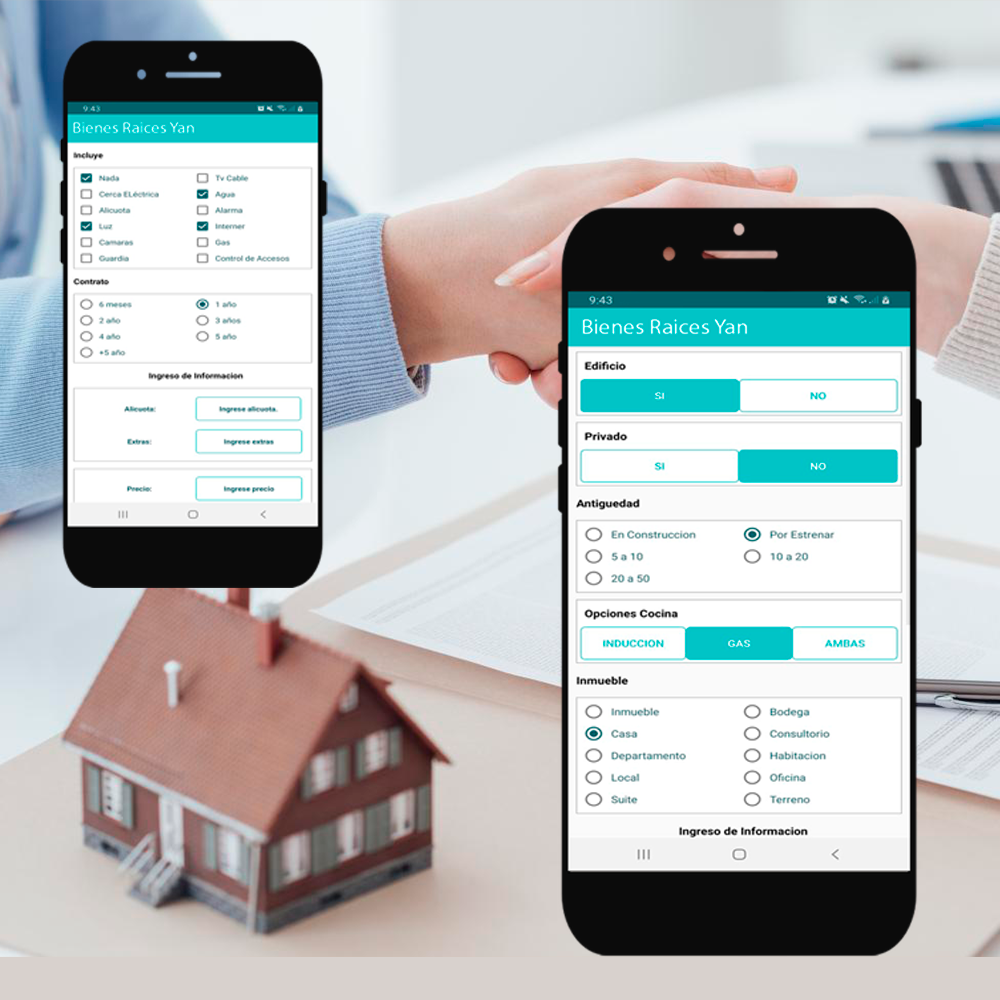 9:43
Bienes Raices Yan
Incluye
Nada
Tv Cable
Cerca ELéctrica
Agua
Alicuota
Alarma
Luz
Interner
Camaras
Gas
Guardia
Control de Accesos
Contrato
6 meses
1 año
2 año
3 años
4 año
5 año
+5 año
Ingreso de Informacion
Alicuota:
Ingrese alicuota.
Extras:
Ingrese extras
Precio:
Ingrese precio
9:43
Bienes Raices Yan
Edificio
SI
NO
Privado
SI
NO
Antiguedad
En Construccion
Por Estrenar
5 a 10
10 a 20
20 a 50
Opciones Cocina
INDUCCION
GAS
AMBAS
Inmueble
Inmueble
Bodega
Casa
Consultorio
Departamento
Habitacion
Local
Oficina
Suite
Terreno
Ingreso de Informacion